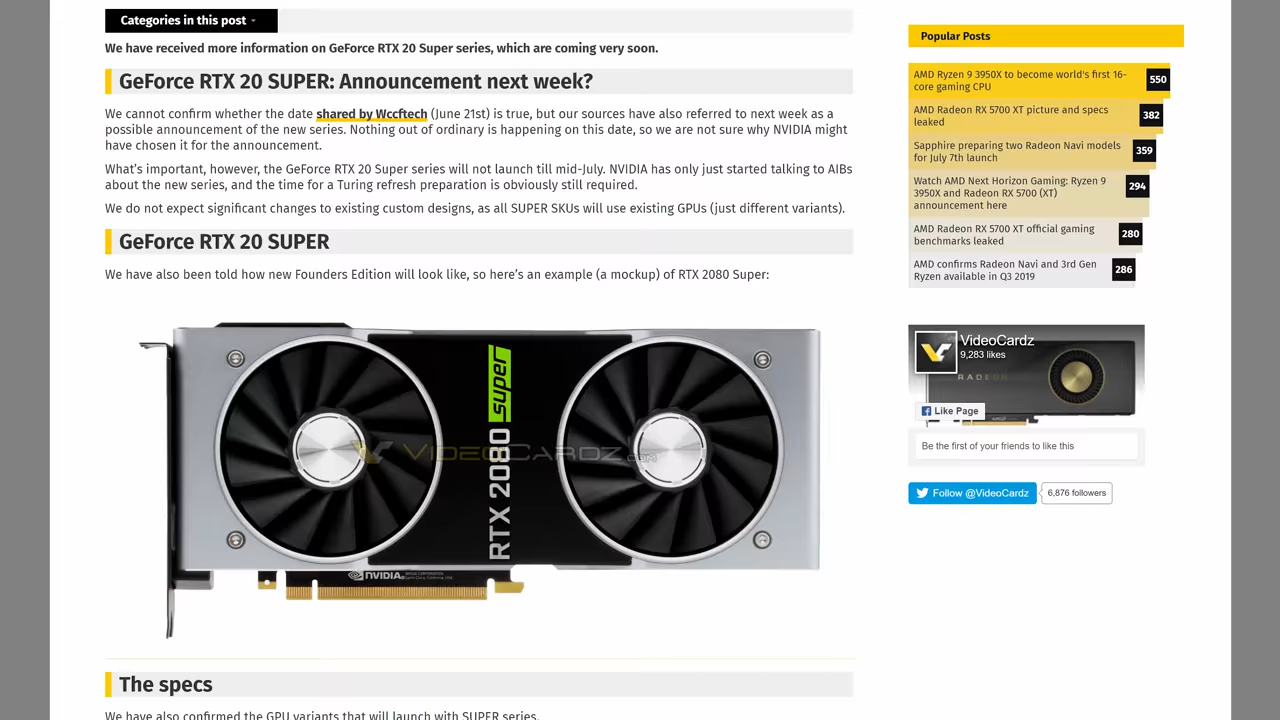 Categories in this post -
We have received more information on GeForce RTX 20 Super series, which are coming very soon.
GeForce RTX 20 SUPER: Announcement next week?
We cannot confirm whether the date shared by Wccftech (June 21st) is true, but our sources have also referred to next week as a
possible announcement of the new series. Nothing out of ordinary is happening on this date, so we are not sure why NVIDIA might
have chosen it for the announcement.
What's important, however, the GeForce RTX 20 Super series will not launch till mid-July. NVIDIA has only just started talking to AIBs
about the new series, and the time for a Turing refresh preparation is obviously still required.
We do not expect significant changes to existing custom designs, as all SUPER SKUs will use existing GPUs (just different variants).
GeForce RTX 20 SUPER
We have also been told how new Founders Edition will look like, so here's an example (a mockup) of RTX 2080 Super:
RTX 2080 SUPER
VIDEOCARDZ.COM
NVIDIA
The specs
We have also confirmed the GPU variants that will launch with SUPER series.
Popular Posts
AMD Ryzen 9 3950X to become world's first 16-
core gaming CPU
550
AMD Radeon RX 5700 XT picture and specs
leaked
382
Sapphire preparing two Radeon Navi models
for July 7th launch
359
Watch AMD Next Horizon Gaming: Ryzen 9
3950X and Radeon RX 5700 (XT)
announcement here
294
AMD Radeon RX 5700 XT official gaming
benchmarks leaked
280
AMD confirms Radeon Navi and 3rd Gen
Ryzen available in Q3 2019
286
VideoCardz
9,283 likes
RADEON
Like Page
Be the first of your friends to like this
Follow @VideoCardz
6,876 followers